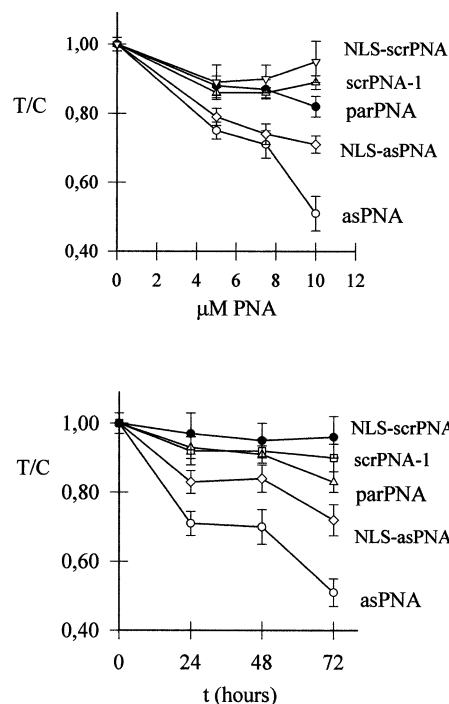 1,00
0,80
0,60
0,40
T/C
NLS-scrPNA
scrPNA-1
parPNA
NLS-asPNA
asPNA
0 2 4 6 8 10 12
μM PNA
1,00
0,80
0,60
0,40
T/C
NLS-scrPNA
scrPNA-1
parPNA
NLS-asPNA
asPNA
0 24 48 72
t (hours)